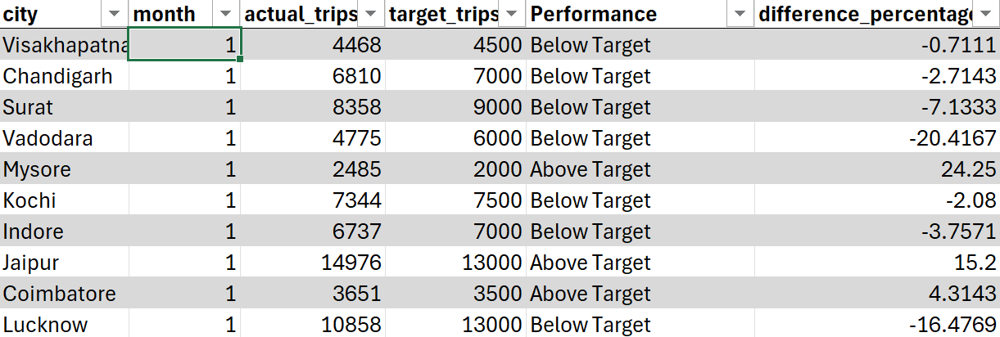 city month actual_trips target_trips Performance difference_percentage
Visakhapatna 1 4468 4500 Below Target -0.7111
Chandigarh 1 6810 7000 Below Target -2.7143
Surat 1 8358 9000 Below Target -7.1333
Vadodara 1 4775 6000 Below Target -20.4167
Mysore 1 2485 2000 Above Target 24.25
Kochi 1 7344 7500 Below Target -2.08
Indore 1 6737 7000 Below Target -3.7571
Jaipur 1 14976 13000 Above Target 15.2
Coimbatore 1 3651 3500 Above Target 4.3143
Lucknow 1 10858 13000 Below Target -16.4769